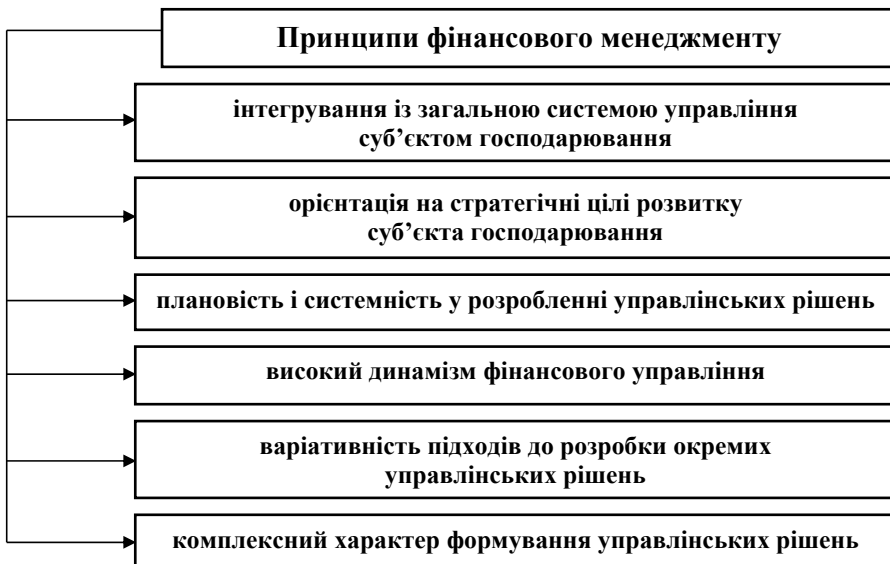 Принципи фінансового менеджменту
інтегрування із загальною системою управління
суб’єктом господарювання
орієнтація на стратегічні цілі розвитку
суб’єкта господарювання
плановість і системність у розробленні управлінських рішень
високий динамізм фінансового управління
варіативність підходів до розробки окремих
управлінських рішень
комплексний характер формування управлінських рішень